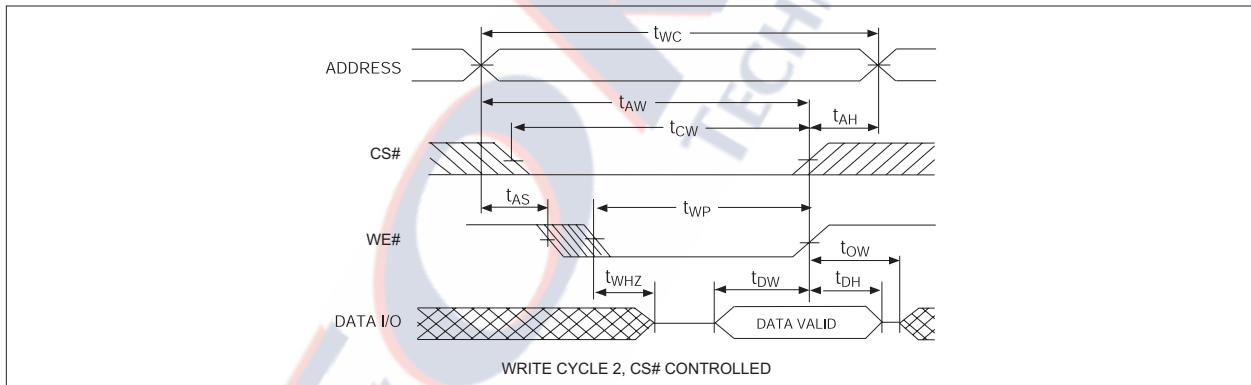 tWC
ADDRESS
tAW
tAH
tCW
CS#
tAS
tWP
WE#
tOW
tWHZ
tDW
tDH
DATA I/O
DATA VALID
WRITE CYCLE 2, CS# CONTROLLED